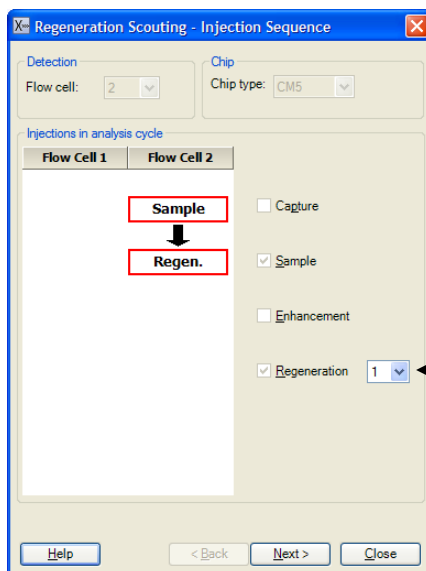 Regeneration Scouting - Injection Sequence
Detection
Flow cell: 2
Chip
Chip type: CM5
Injections in analysis cycle
Flow Cell 1 Flow Cell 2
Sample
Regen.
Capture
Sample
Enhancement
Regeneration 1
Help < Back Next > Close